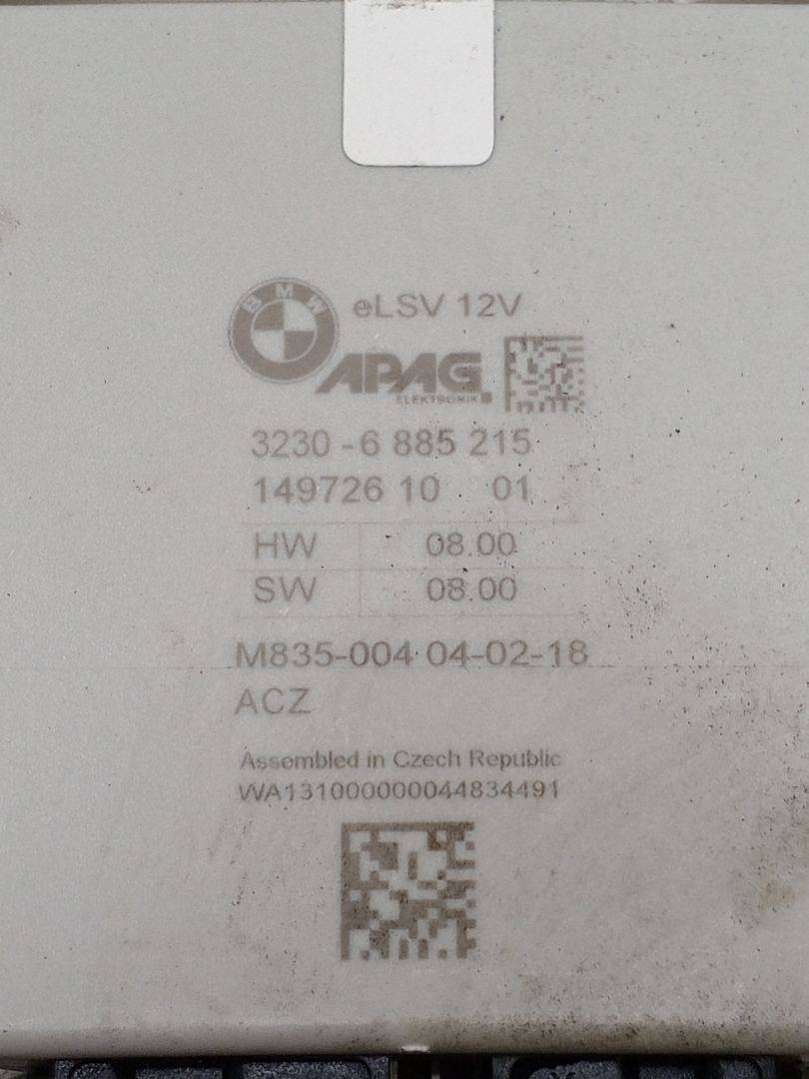 BMW
eLSV 12V
APAG
ELEKTRONIK
3230-6 885 215
149726 10 01
HW 08.00
SW 08.00
M835-004 04-02-18
ACZ
Assembled in Czech Republic
WA131000000044834491